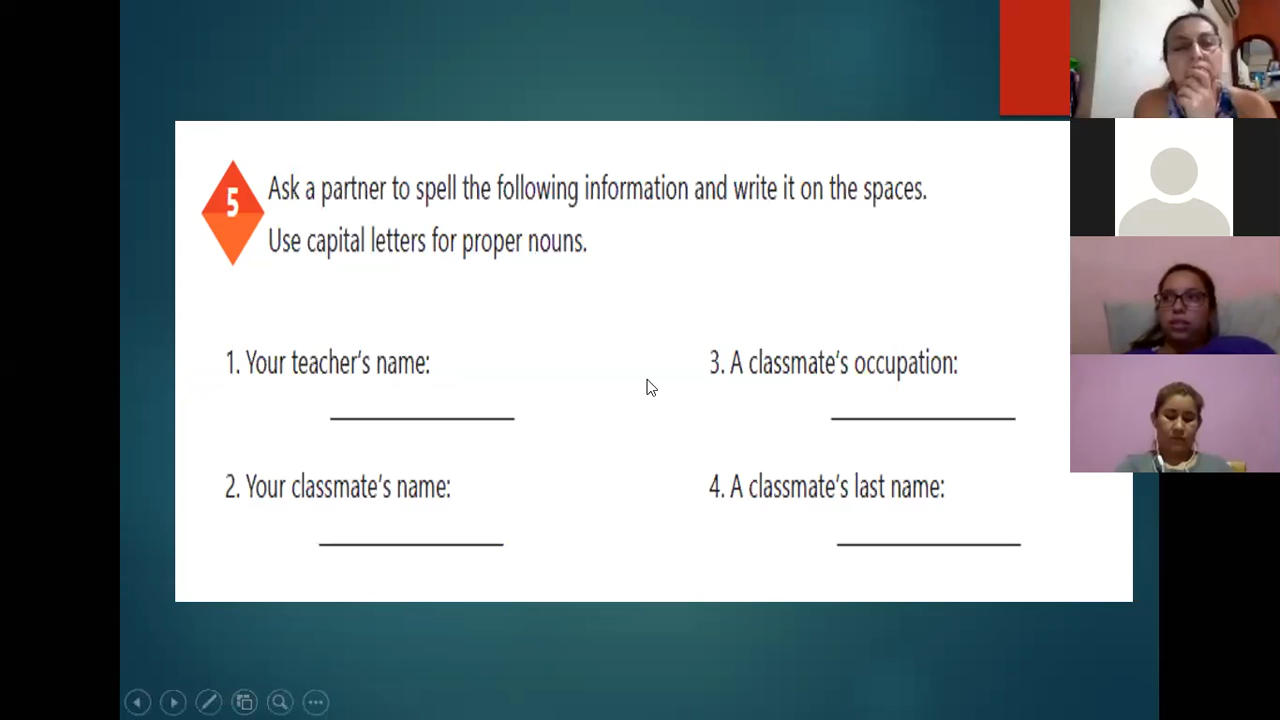 5
Ask a partner to spell the following information and write it on the spaces.
Use capital letters for proper nouns.
1. Your teacher's name:
3. A classmate's occupation:
2. Your classmate's name:
4. A classmate's last name: